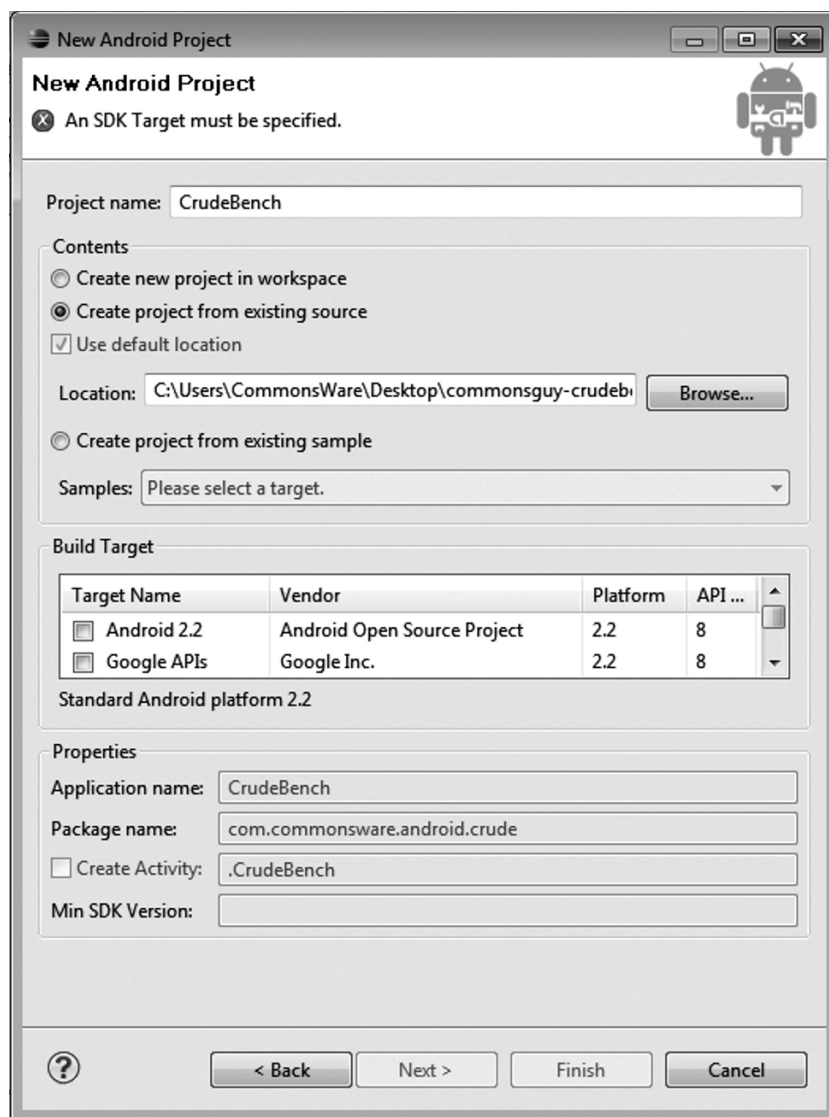 New Android Project
New Android Project
An SDK Target must be specified.
Project name: CrudeBench
Contents
Create new project in workspace
Create project from existing source
Use default location
Location: C:\Users\CommonsWare\Desktop\commonsguy-crudeb Browse...
Create project from existing sample
Samples: Please select a target.
Build Target
Target Name Vendor Platform API ...
Android 2.2 Android Open Source Project 2.2 8
Google APIs Google Inc. 2.2 8
Standard Android platform 2.2
Properties
Application name: CrudeBench
Package name: com.commonsware.android.crude
Create Activity: .CrudeBench
Min SDK Version:
? < Back Next > Finish Cancel